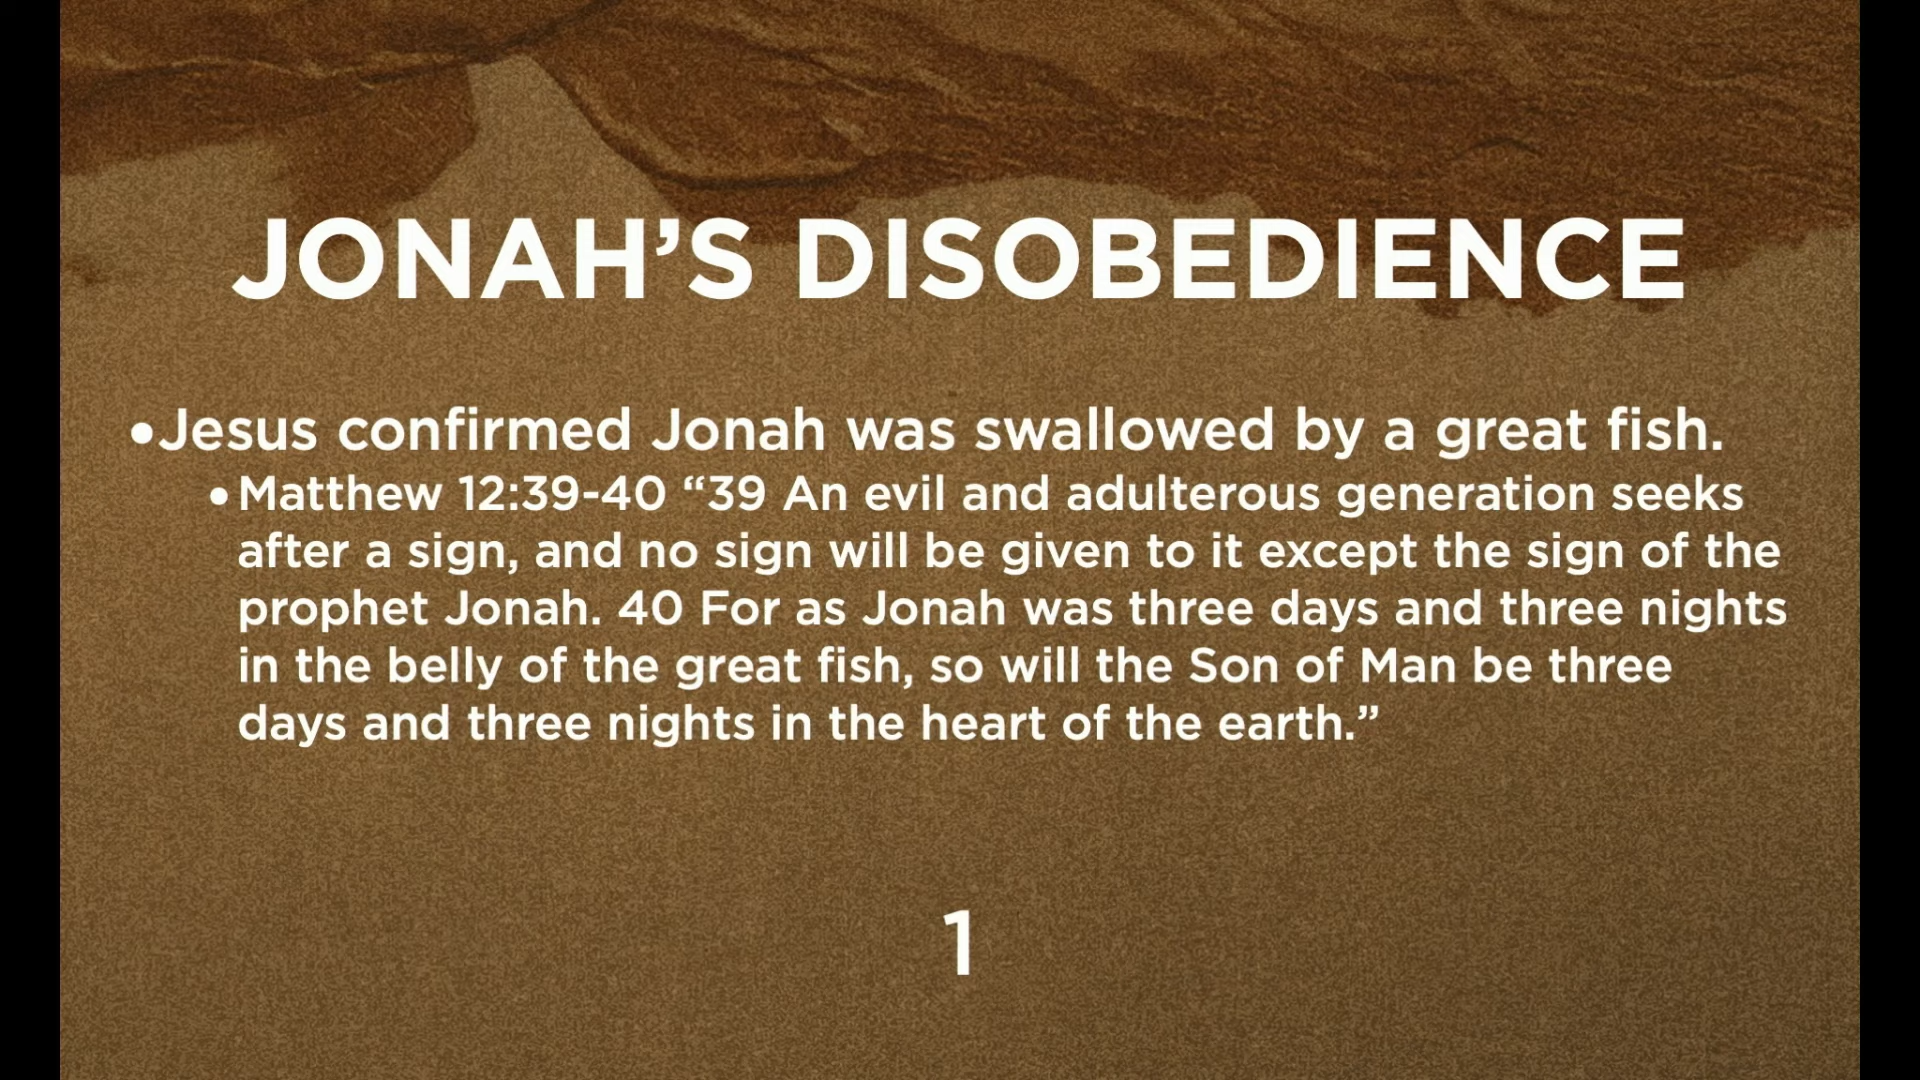 JONAH’S DISOBEDIENCE
•Jesus confirmed Jonah was swallowed by a great fish.
•Matthew 12:39-40 “39 An evil and adulterous generation seeks
after a sign, and no sign will be given to it except the sign of the
prophet Jonah. 40 For as Jonah was three days and three nights
in the belly of the great fish, so will the Son of Man be three
days and three nights in the heart of the earth.”
1